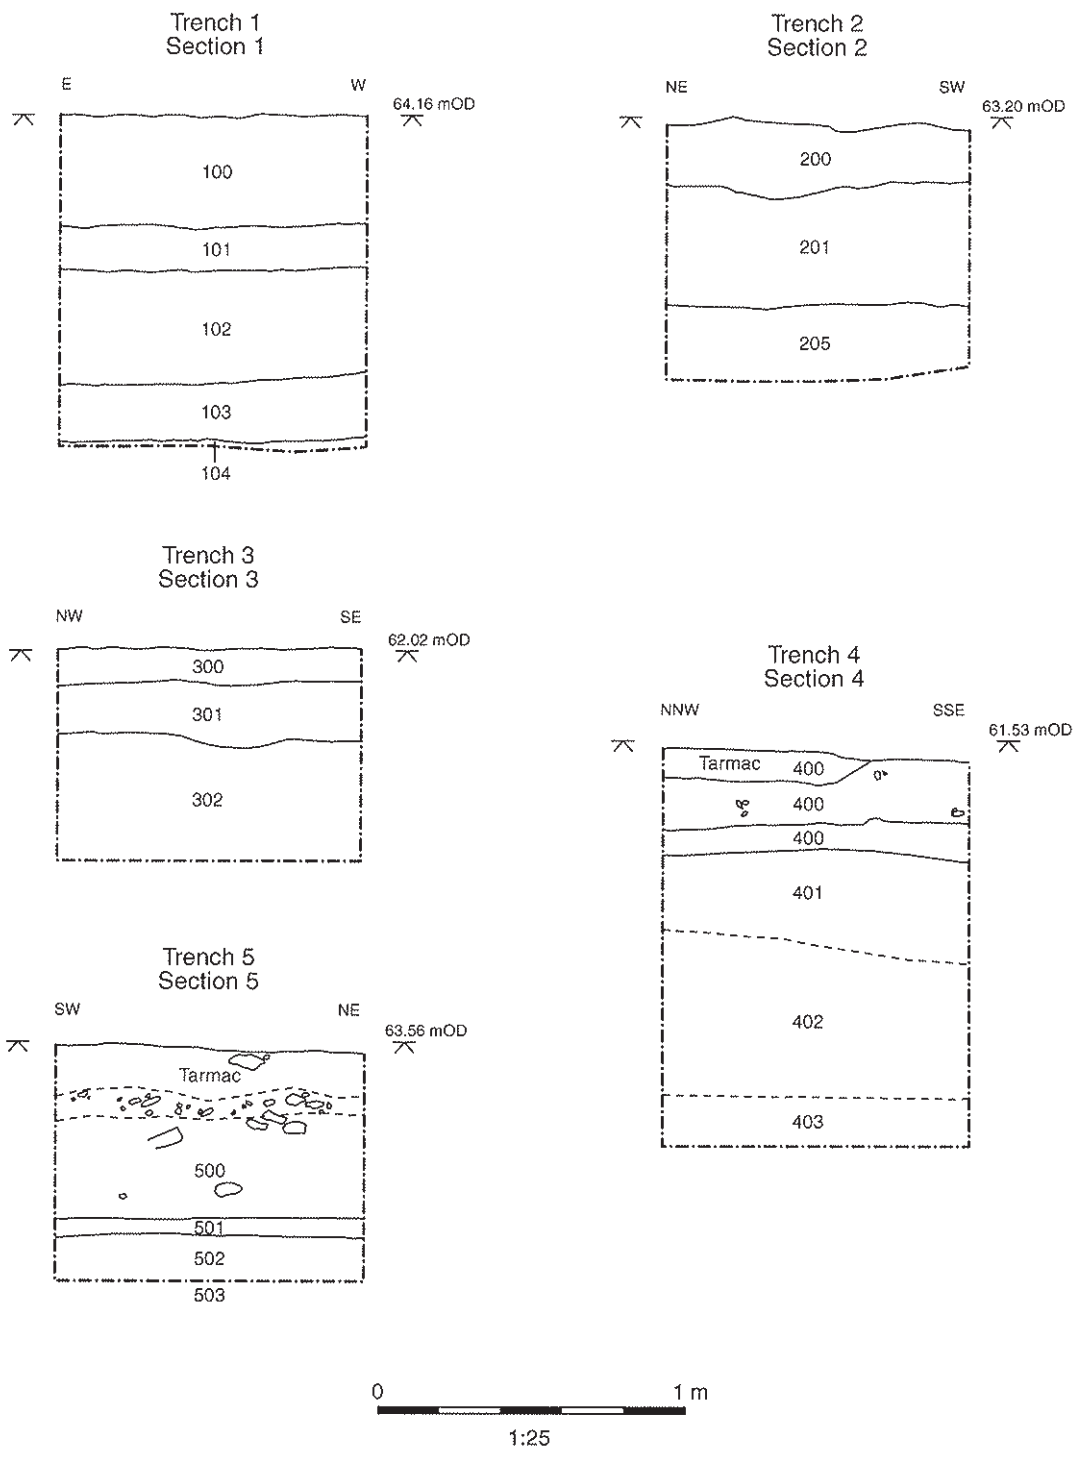 Trench 1
Section 1
E W
64.16 mOD
100
101
102
103
104
Trench 2
Section 2
NE SW
63.20 mOD
200
201
205
Trench 3
Section 3
NW SE
62.02 mOD
300
301
302
Trench 4
Section 4
NNW SSE
61.53 mOD
Tarmac 400
400
400
401
402
403
Trench 5
Section 5
SW NE
63.56 mOD
Tarmac
500
501
502
503
0 1 m
1:25